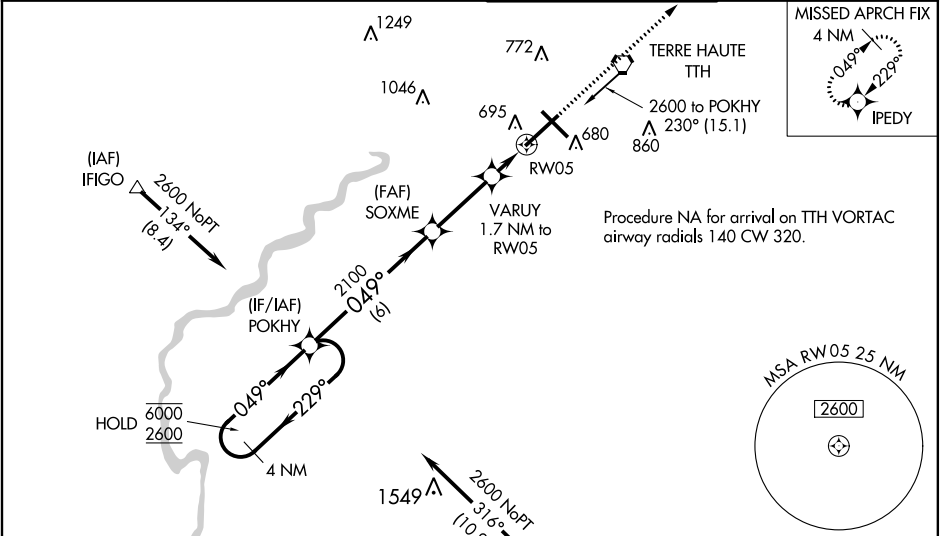 1249
772
1046
695
680
860
TERRE HAUTE
TTH
2600 to POKHY
230° (15.1)
MISSED APRCH FIX
4 NM
049°
229°
IPEDY
RW05
(IAF)
IFIGO
2600 NoPT
134°
(8.4)
(FAF)
SOXME
VARUY
1.7 NM to
RW05
Procedure NA for arrival on TTH VORTAC
airway radials 140 CW 320.
2100
049°
(6)
(IF/IAF)
POKHY
049°
229°
HOLD
6000
2600
4 NM
MSA RW05 25 NM
2600
1549
2600 NoPT
316°